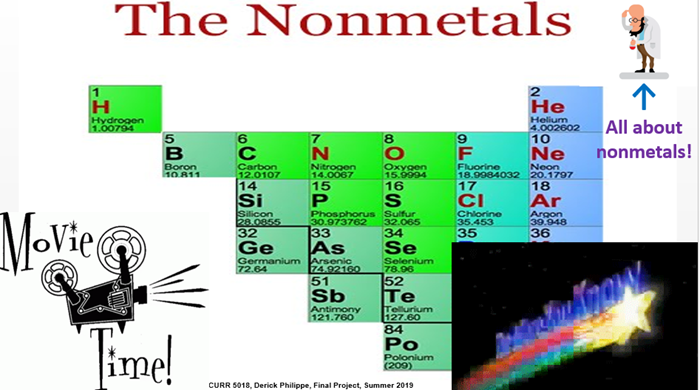 The Nonmetals
All about
nonmetals!
1
H
Hydrogen
1.00794
2
He
Helium
4.002602
5
B
Boron
10.811
6
C
Carbon
12.0107
7
N
Nitrogen
14.0067
8
O
Oxygen
15.9994
9
F
Fluorine
18.9984032
10
Ne
Neon
20.1797
14
Si
Silicon
28.0855
15
P
Phosphorus
30.973762
16
S
Sulfur
32.065
17
Cl
Chlorine
35.453
18
Ar
Argon
39.948
32
Ge
Germanium
72.64
33
As
Arsenic
74.92160
34
Se
Selenium
78.96
35
36
51
Sb
Antimony
121.760
52
Te
Tellurium
127.60
84
Po
Polonium
(209)
Movie
Time!
CURR 5018, Derick Philippe, Final Project, Summer 2019